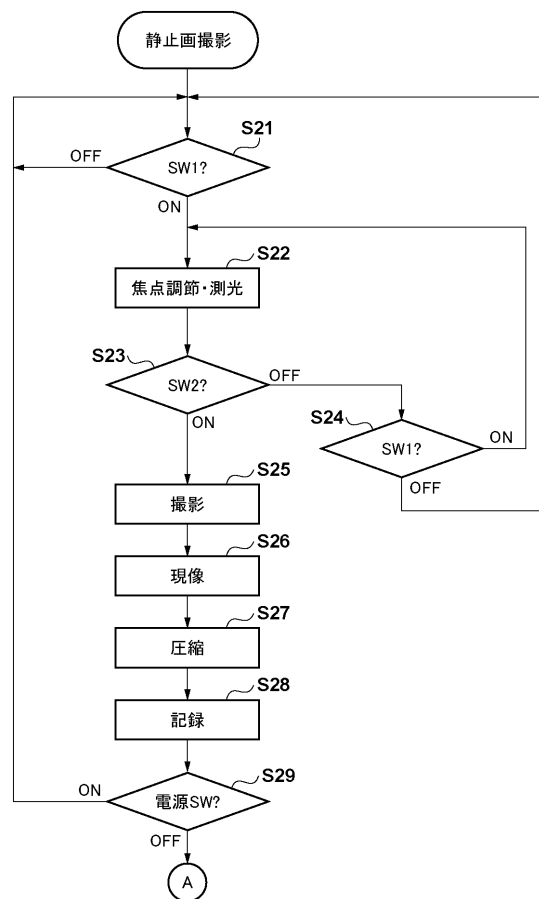 静止画撮影
S21
OFF
SW1?
ON
S22
焦点調節・測光
S23
SW2?
OFF
ON
S24
SW1?
ON
OFF
S25
撮影
S26
現像
S27
圧縮
S28
記録
S29
ON
電源SW?
OFF
A